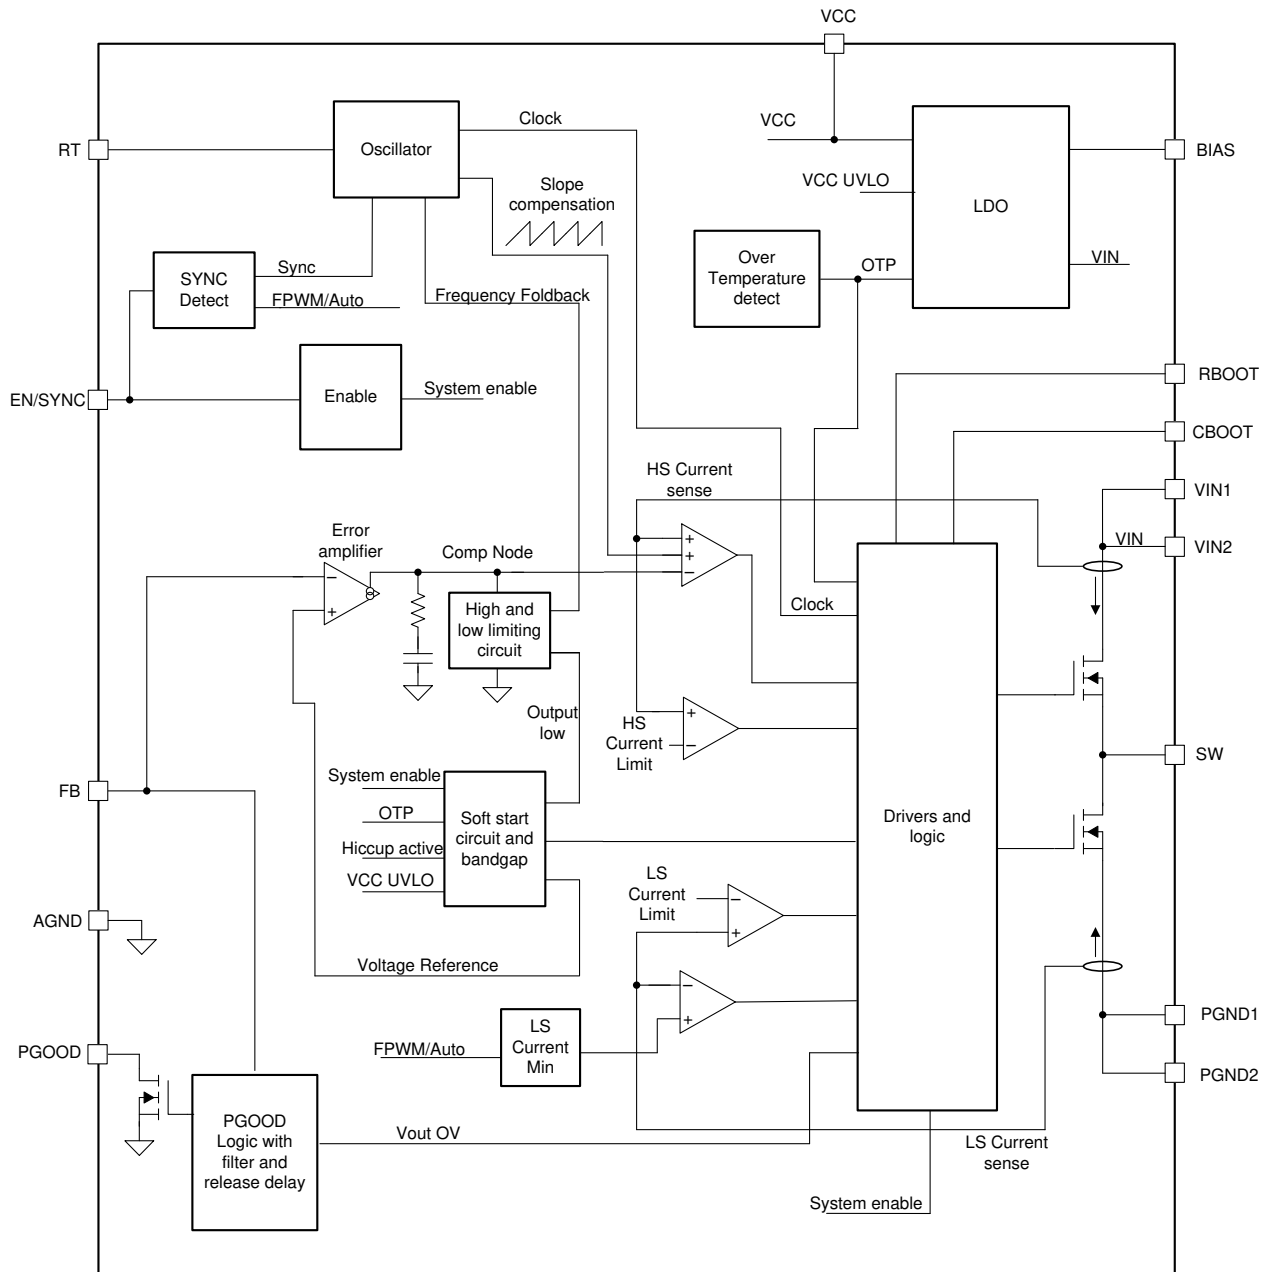 VCC
Clock
VCC
RT
Oscillator
BIAS
VCC UVLO
Slope
compensation
LDO
Over
Temperature
detect
OTP
VIN
SYNC
Detect
Sync
FPWM/Auto
Frequency Foldback
RBOOT
EN/SYNC
Enable
System enable
CBOOT
HS Current
sense
VIN1
Error
amplifier
Comp Node
+
+
−
VIN
VIN2
−
+
High and
low limiting
circuit
Clock
Output
low
HS
Current
Limit
+
−
SW
FB
System enable
OTP
Hiccup active
VCC UVLO
Soft start
circuit and
bandgap
Drivers and
logic
LS
Current
Limit
−
+
AGND
Voltage Reference
−
+
LS
Current
Min
PGND1
PGOOD
FPWM/Auto
PGND2
PGOOD
Logic with
filter and
release delay
Vout OV
LS Current
sense
System enable